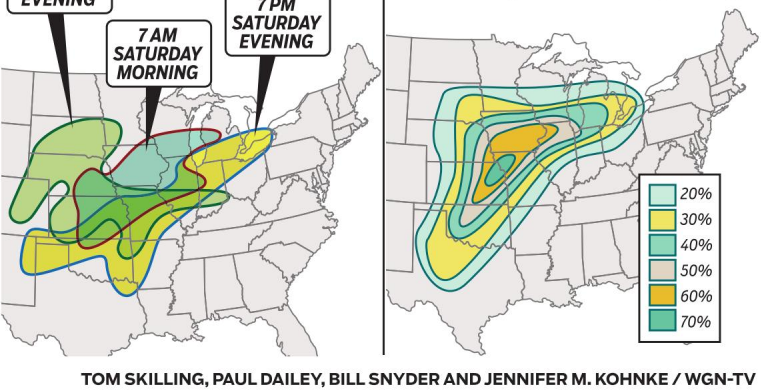 EVENING
7 AM
SATURDAY
MORNING
7 PM
SATURDAY
EVENING
20%
30%
40%
50%
60%
70%
TOM SKILLING, PAUL DAILEY, BILL SNYDER AND JENNIFER M. KOHNKE / WGN-TV